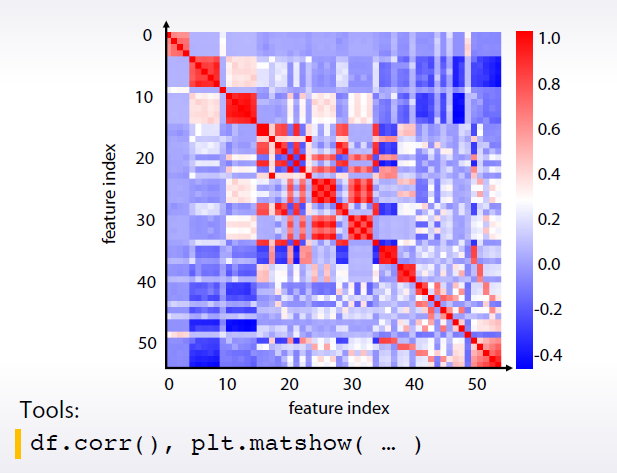 0
10
20
30
40
50
feature index
0 10 20 30 40 50
feature index
1.0
0.8
0.6
0.4
0.2
0.0
-0.2
-0.4
Tools:
df.corr(), plt.matshow( … )